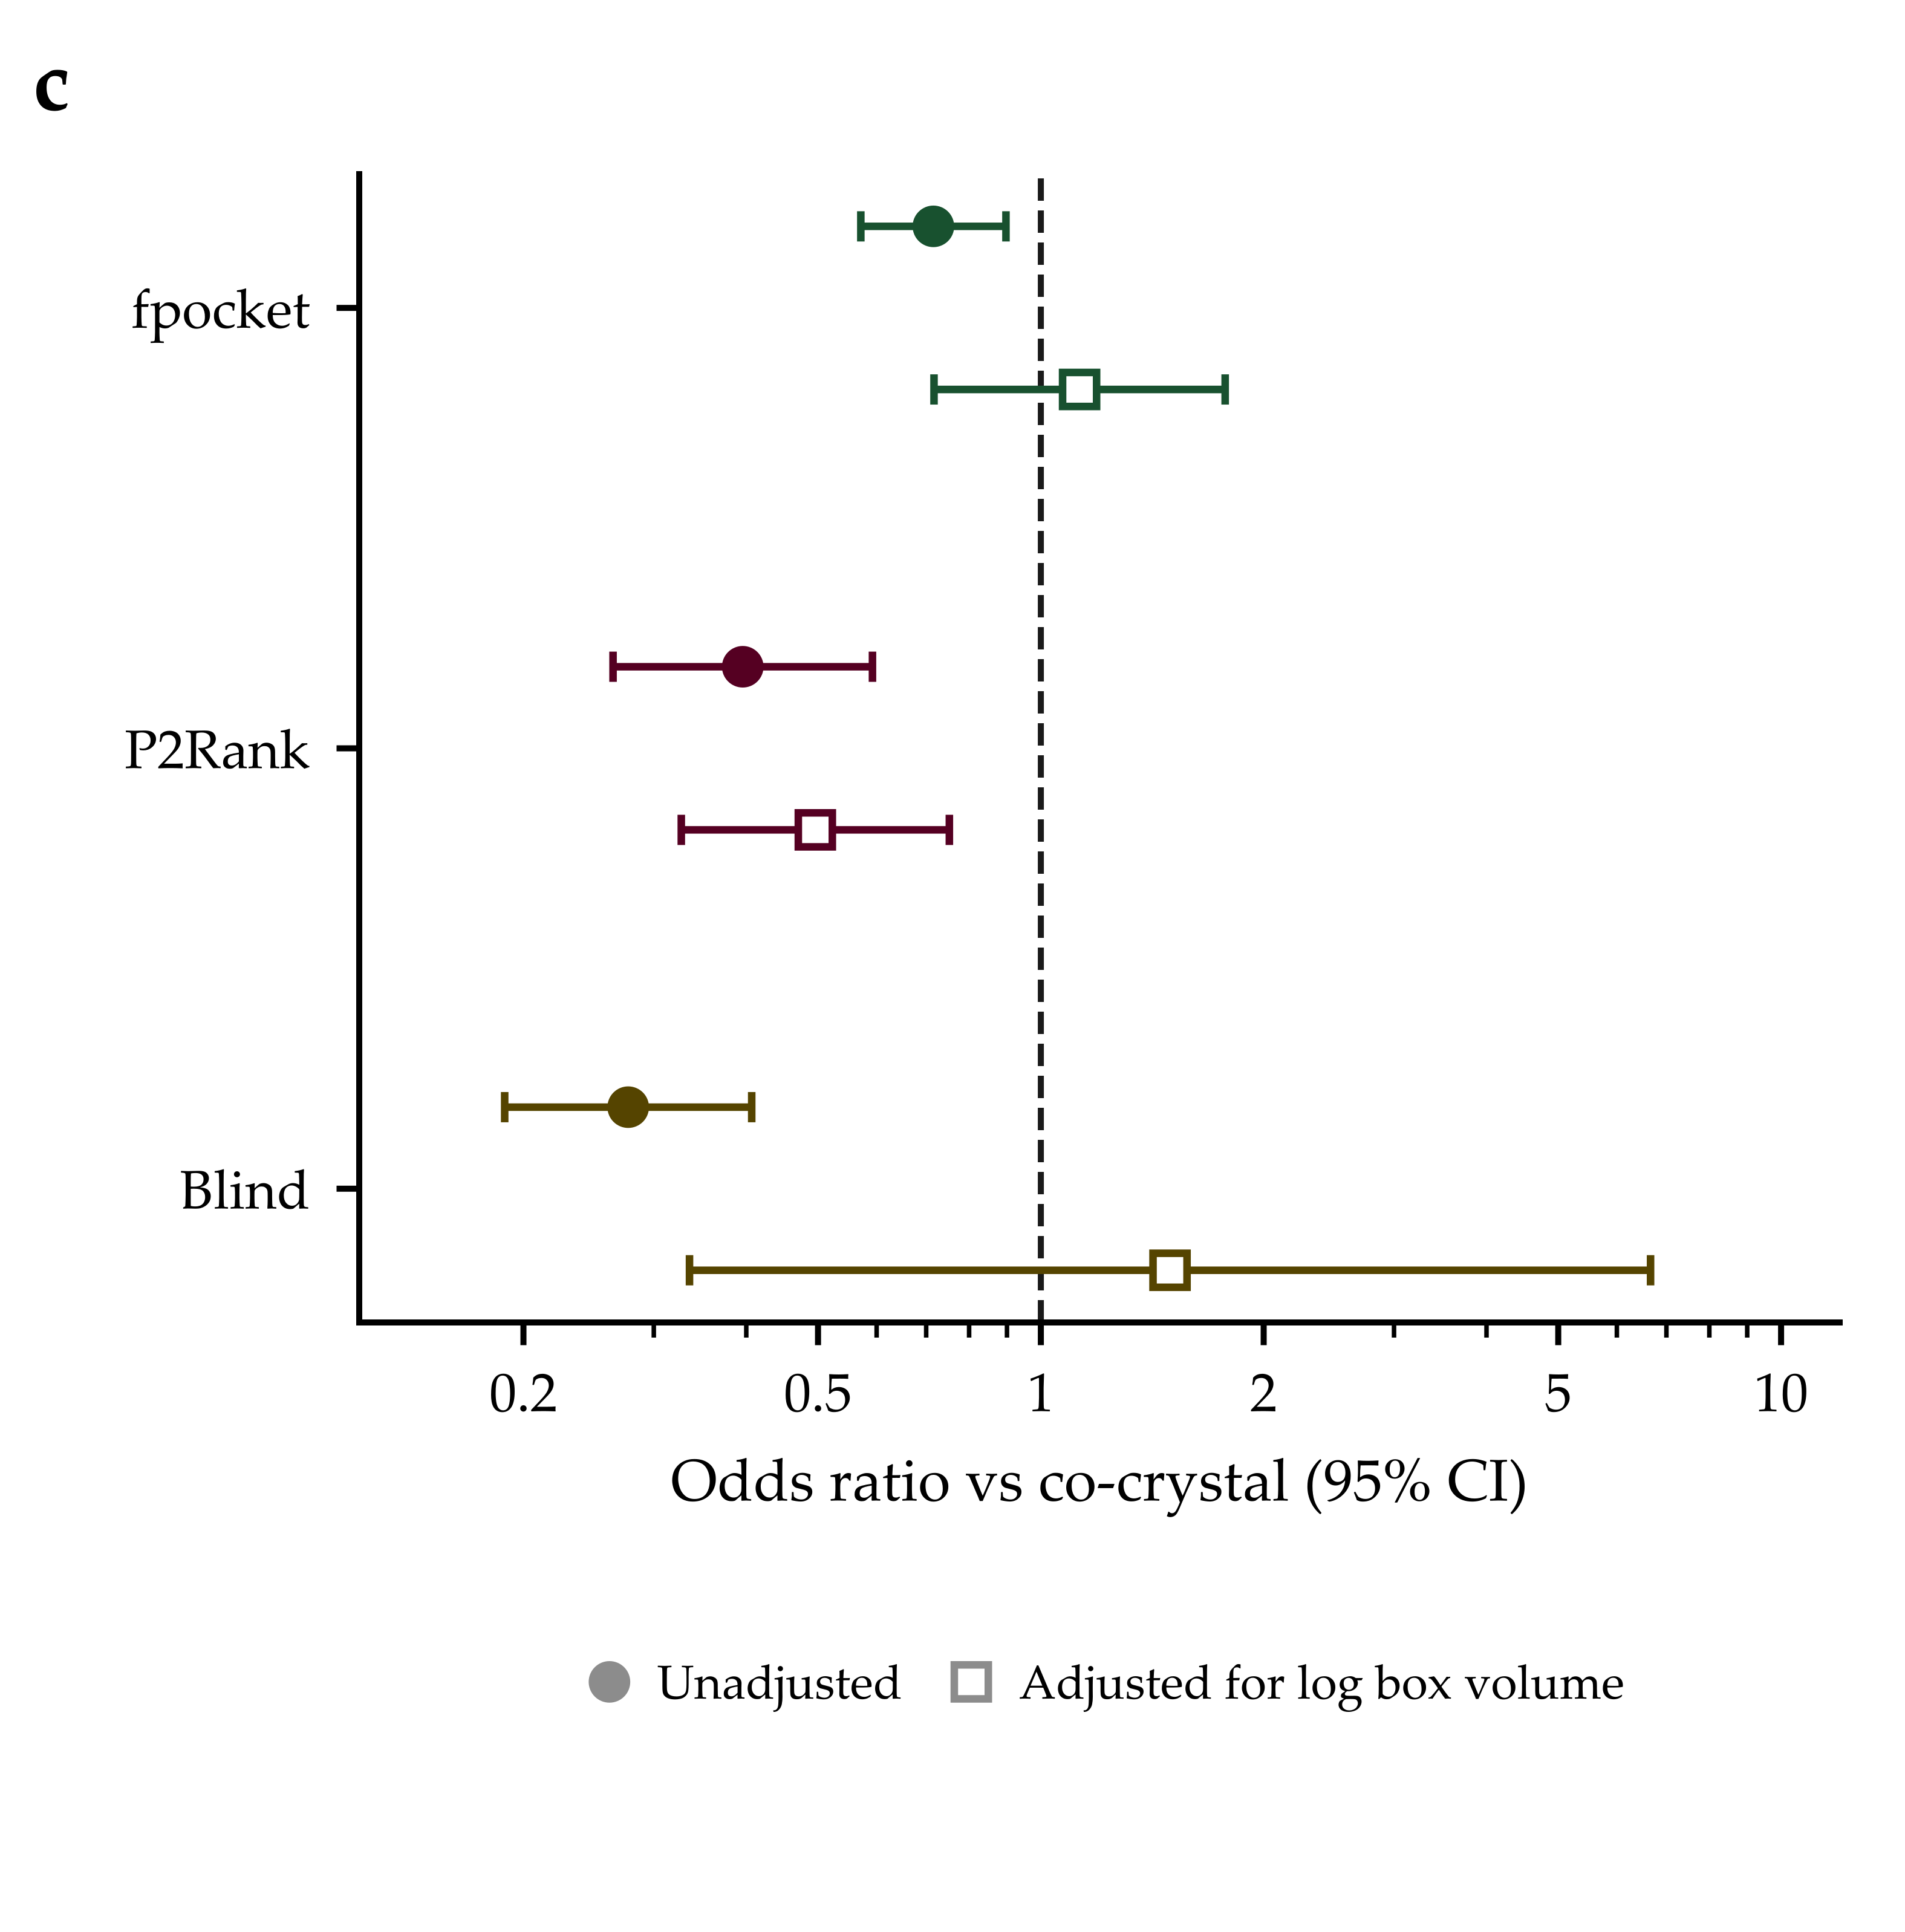 c
fpocket
P2Rank
Blind
0.2 0.5 1 2 5 10
Odds ratio vs co-crystal (95% CI)
Unadjusted Adjusted for log box volume